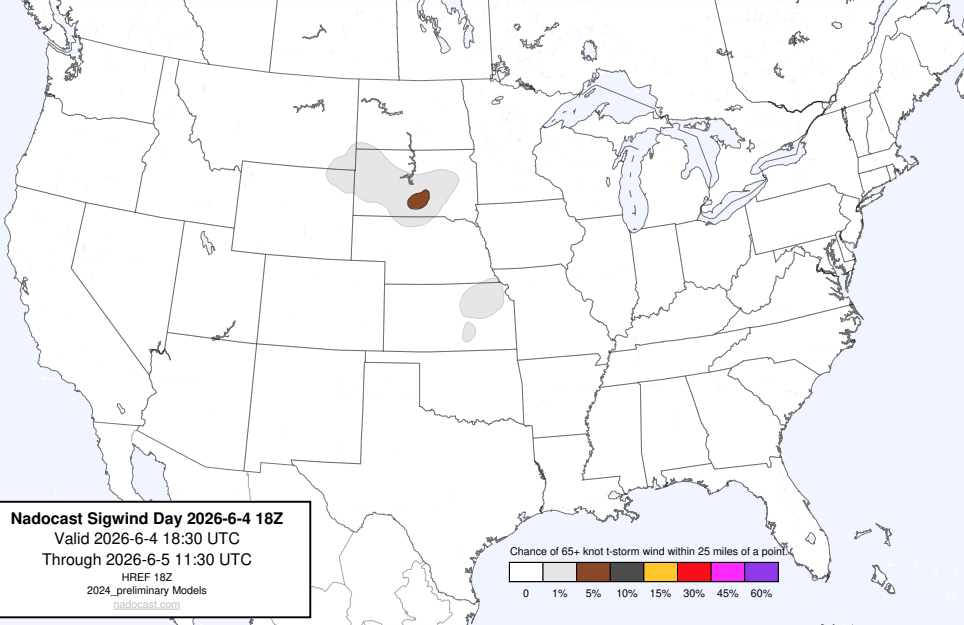 Nadocast Sigwind Day 2026-6-4 18Z
Valid 2026-6-4 18:30 UTC
Through 2026-6-5 11:30 UTC
HREF 18Z
2024_preliminary Models
nadocast.com
Chance of 65+ knot t-storm wind within 25 miles of a point.
0 1% 5% 10% 15% 30% 45% 60%